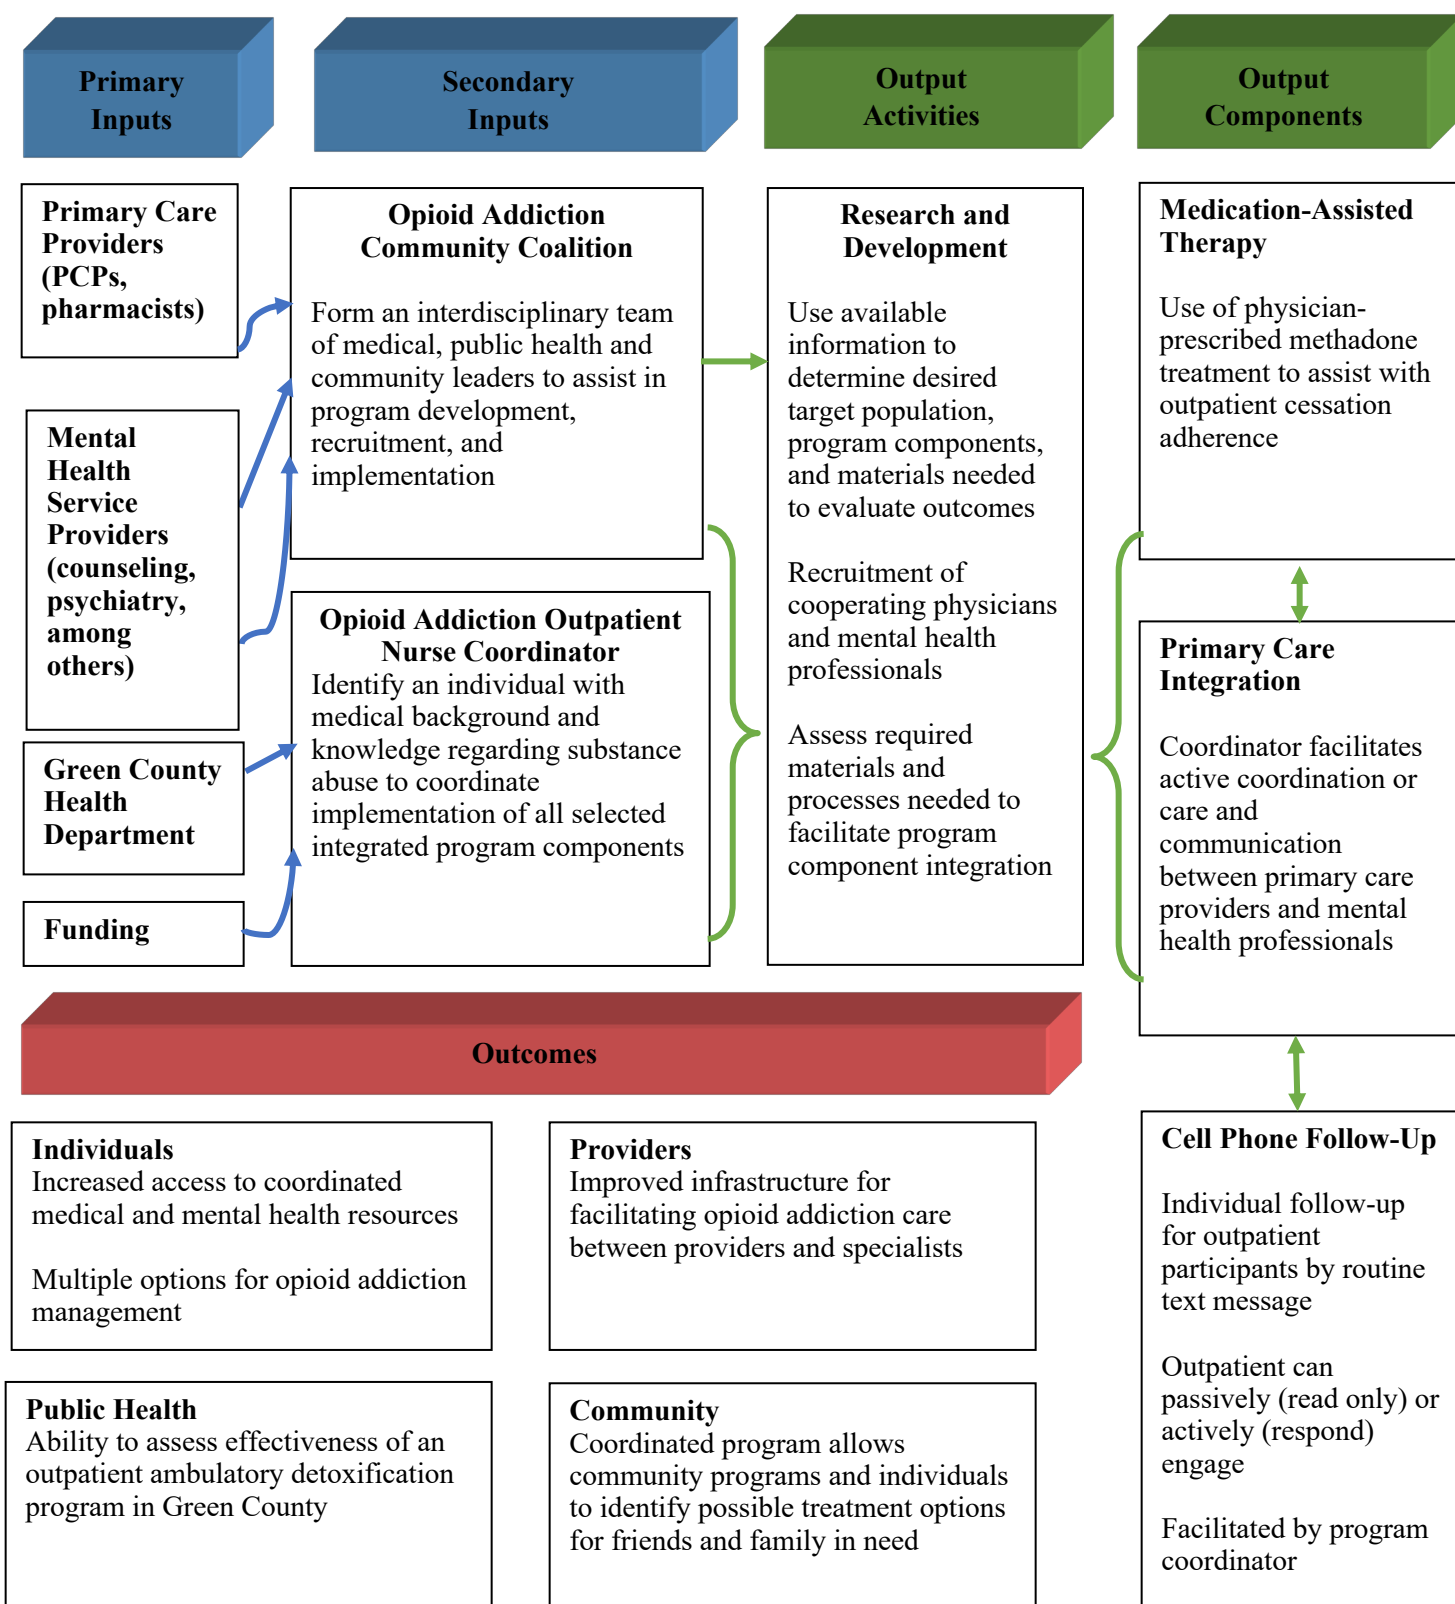 Primary
Inputs
Secondary
Inputs
Output
Activities
Output
Components
Primary Care
Providers
(PCPs,
pharmacists)
Mental
Health
Service
Providers
(counseling,
psychiatry,
among
others)
Green County
Health
Department
Funding
Opioid Addiction
Community Coalition
Form an interdisciplinary team
of medical, public health and
community leaders to assist in
program development,
recruitment, and
implementation
Opioid Addiction Outpatient
Nurse Coordinator
Identify an individual with
medical background and
knowledge regarding substance
abuse to coordinate
implementation of all selected
integrated program components
Research and
Development
Use available
information to
determine desired
target population,
program components,
and materials needed
to evaluate outcomes
Recruitment of
cooperating physicians
and mental health
professionals
Assess required
materials and
processes needed to
facilitate program
component integration
Medication-Assisted
Therapy
Use of physician-
prescribed methadone
treatment to assist with
outpatient cessation
adherence
Primary Care
Integration
Coordinator facilitates
active coordination or
care and
communication
between primary care
providers and mental
health professionals
Cell Phone Follow-Up
Individual follow-up
for outpatient
participants by routine
text message
Outpatient can
passively (read only) or
actively (respond)
engage
Facilitated by program
coordinator
Outcomes
Individuals
Increased access to coordinated
medical and mental health resources
Multiple options for opioid addiction
management
Providers
Improved infrastructure for
facilitating opioid addiction care
between providers and specialists
Public Health
Ability to assess effectiveness of an
outpatient ambulatory detoxification
program in Green County
Community
Coordinated program allows
community programs and individuals
to identify possible treatment options
for friends and family in need